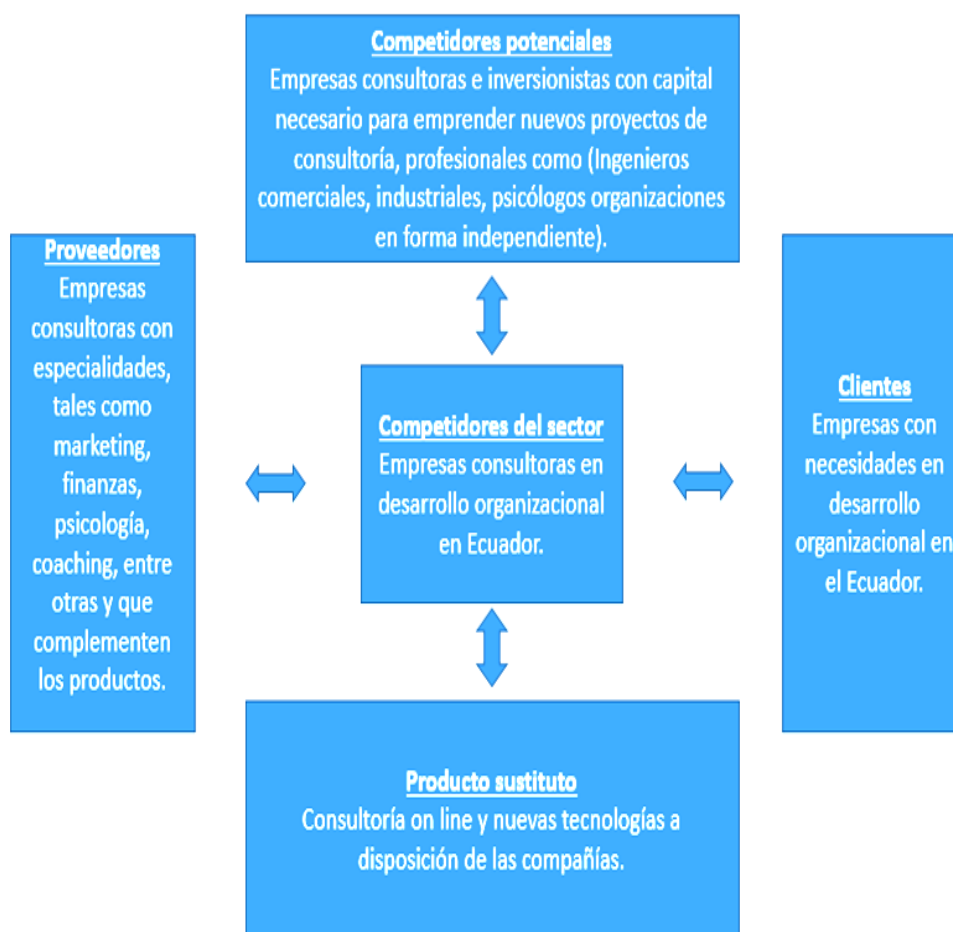 Competidores potenciales
Empresas consultoras e inversionistas con capital
necesario para emprender nuevos proyectos de
consultoría, profesionales como (Ingenieros
comerciales, industriales, psicólogos organizaciones
en forma independiente).
Proveedores
Empresas
consultoras con
especialidades,
tales como
marketing,
finanzas,
psicología,
coaching, entre
otras y que
complementen
los productos.
Competidores del sector
Empresas consultoras en
desarrollo organizacional
en Ecuador.
Clientes
Empresas con
necesidades en
desarrollo
organizacional en
el Ecuador.
Producto sustituto
Consultoría on line y nuevas tecnologías a
disposición de las compañías.